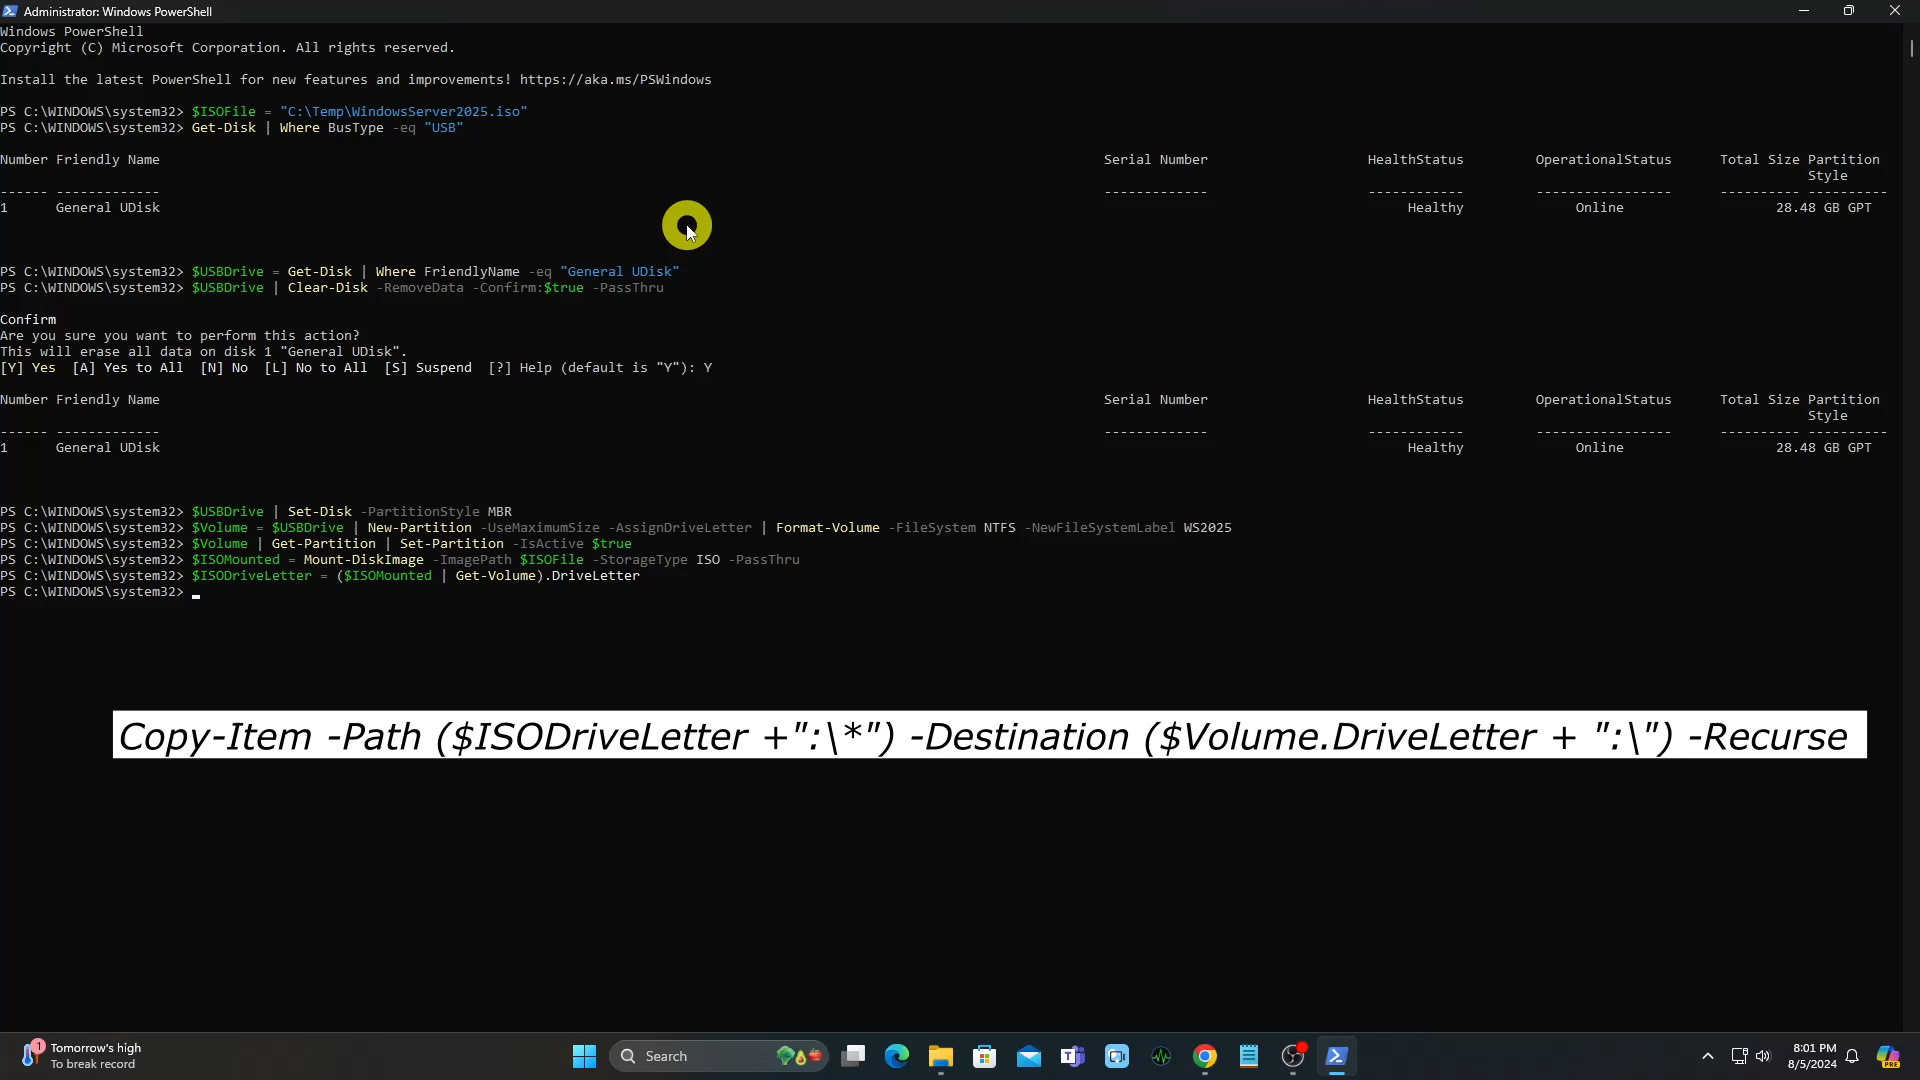 Administrator: Windows PowerShell
Windows PowerShell
Copyright (C) Microsoft Corporation. All rights reserved.
Install the latest PowerShell for new features and improvements! https://aka.ms/PSWindows
PS C:\WINDOWS\system32> $ISOFile = "C:\Temp\WindowsServer2025.iso"
PS C:\WINDOWS\system32> Get-Disk | Where BusType -eq "USB"
Number Friendly Name Serial Number HealthStatus OperationalStatus Total Size Partition
Style
------ ------------- ------------- ------------ ----------------- ---------- ----------
1 General UDisk Healthy Online 28.48 GB GPT
PS C:\WINDOWS\system32> $USBDrive = Get-Disk | Where FriendlyName -eq "General UDisk"
PS C:\WINDOWS\system32> $USBDrive | Clear-Disk -RemoveData -Confirm:$true -PassThru
Confirm
Are you sure you want to perform this action?
This will erase all data on disk 1 "General UDisk".
[Y] Yes [A] Yes to All [N] No [L] No to All [S] Suspend [?] Help (default is "Y"): Y
Number Friendly Name Serial Number HealthStatus OperationalStatus Total Size Partition
Style
------ ------------- ------------- ------------ ----------------- ---------- ----------
1 General UDisk Healthy Online 28.48 GB GPT
PS C:\WINDOWS\system32> $USBDrive | Set-Disk -PartitionStyle MBR
PS C:\WINDOWS\system32> $Volume = $USBDrive | New-Partition -UseMaximumSize -AssignDriveLetter | Format-Volume -FileSystem NTFS -NewFileSystemLabel WS2025
PS C:\WINDOWS\system32> $Volume | Get-Partition | Set-Partition -IsActive $true
PS C:\WINDOWS\system32> $ISOMounted = Mount-DiskImage -ImagePath $ISOFile -StorageType ISO -PassThru
PS C:\WINDOWS\system32> $ISODriveLetter = ($ISOMounted | Get-Volume).DriveLetter
PS C:\WINDOWS\system32>
Copy-Item -Path ($ISODriveLetter +":\*") -Destination ($Volume.DriveLetter + ":\") -Recurse
1
Tomorrow's high
To break record
Search
8:01 PM
8/5/2024
PRE